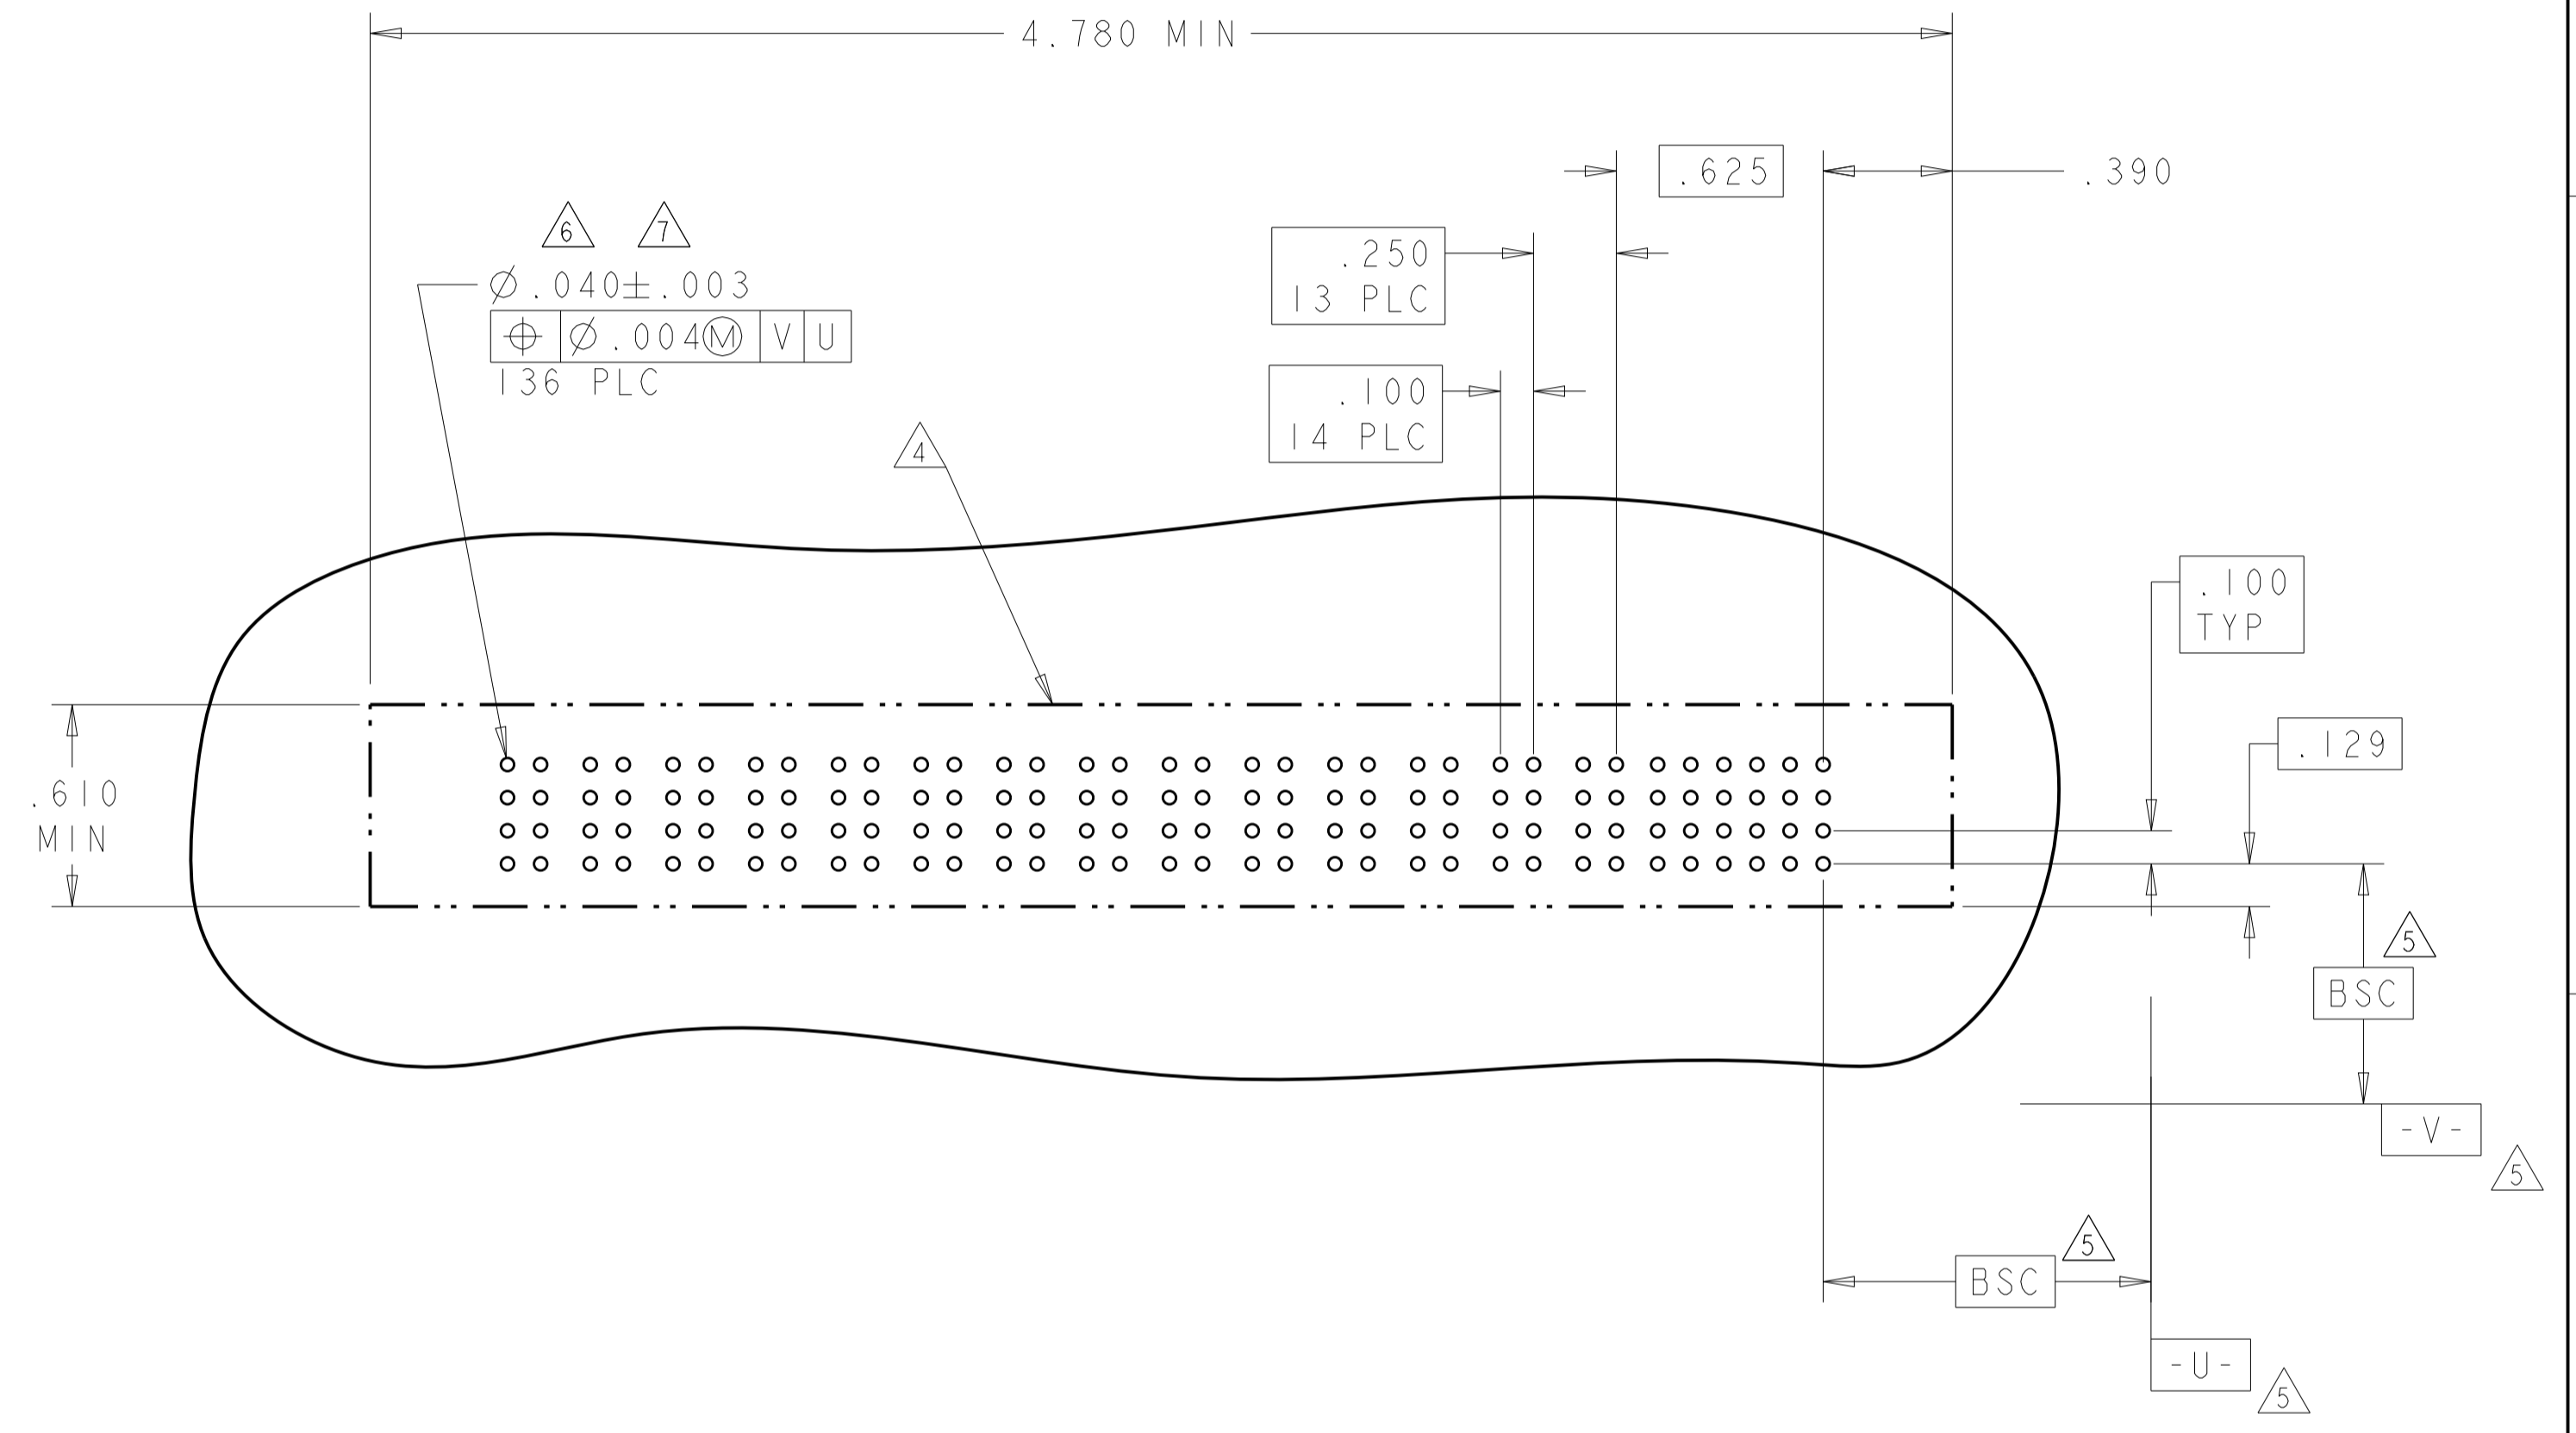 4.780 MIN
.625
.390
6 7
.250
13 PLC
⌀.040±.003
⌖ ⌀.004Ⓜ V U
136 PLC
.100
14 PLC
4
.100
TYP
.129
.610
MIN
5
BSC
-V-
5
5
BSC
-U-
5